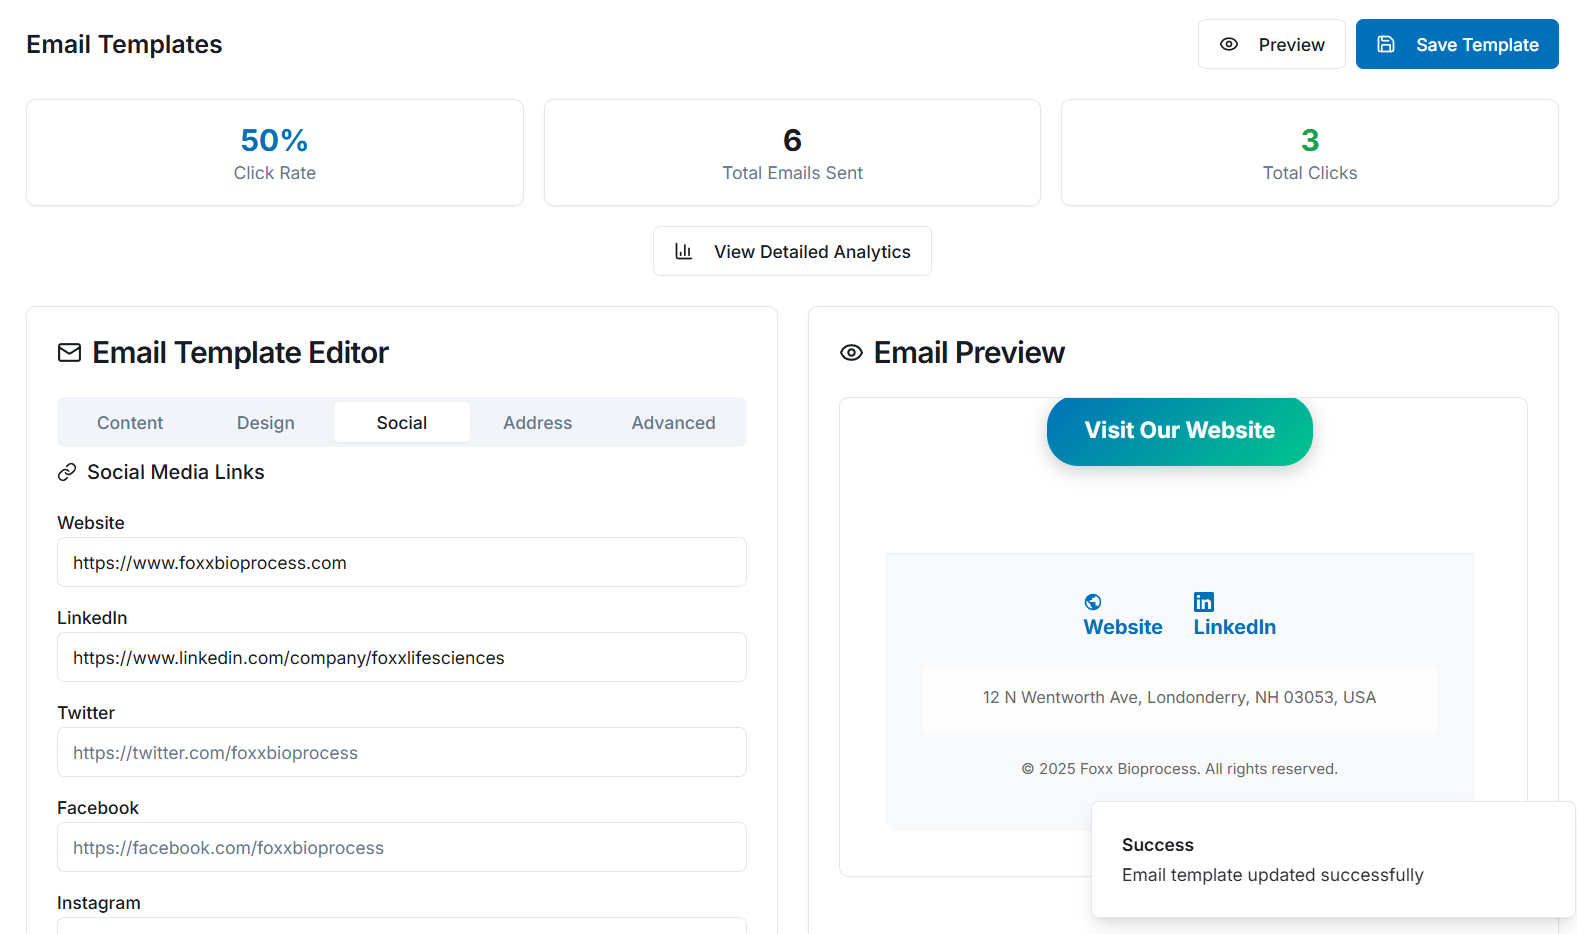 Email Templates
Preview
Save Template
50%
Click Rate
6
Total Emails Sent
3
Total Clicks
View Detailed Analytics
Email Template Editor
Content
Design
Social
Address
Advanced
Social Media Links
Website
https://www.foxxbioprocess.com
LinkedIn
https://www.linkedin.com/company/foxxlifesciences
Twitter
https://twitter.com/foxxbioprocess
Facebook
https://facebook.com/foxxbioprocess
Instagram
Email Preview
Visit Our Website
Website
in
LinkedIn
12 N Wentworth Ave, Londonderry, NH 03053, USA
© 2025 Foxx Bioprocess. All rights reserved.
Success
Email template updated successfully